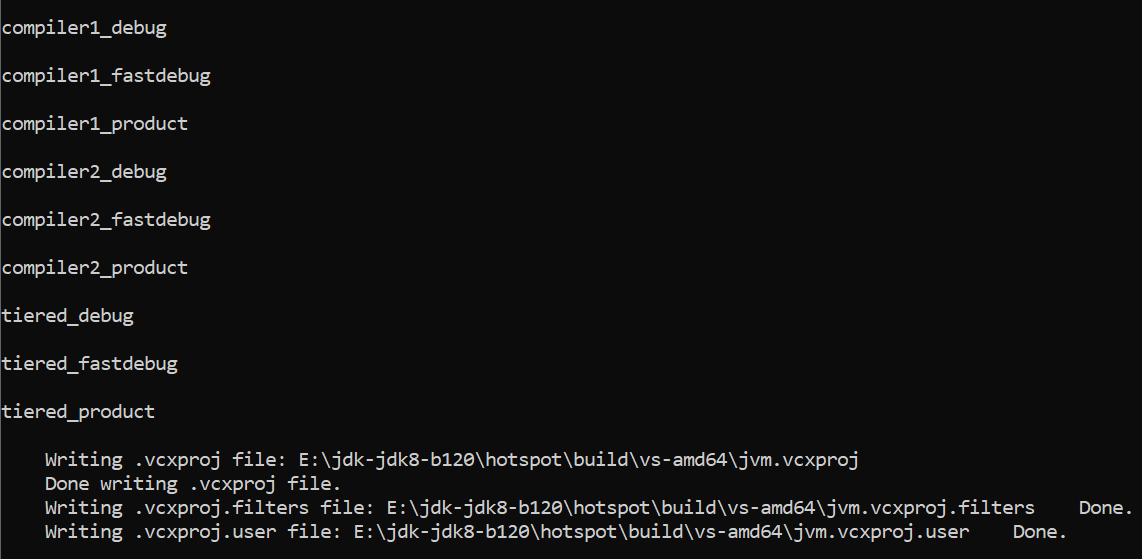 compiler1_debug
compiler1_fastdebug
compiler1_product
compiler2_debug
compiler2_fastdebug
compiler2_product
tiered_debug
tiered_fastdebug
tiered_product
    Writing .vcxproj file: E:\jdk-jdk8-b120\hotspot\build\vs-amd64\jvm.vcxproj
    Done writing .vcxproj file.
    Writing .vcxproj.filters file: E:\jdk-jdk8-b120\hotspot\build\vs-amd64\jvm.vcxproj.filters    Done.
    Writing .vcxproj.user file: E:\jdk-jdk8-b120\hotspot\build\vs-amd64\jvm.vcxproj.user    Done.